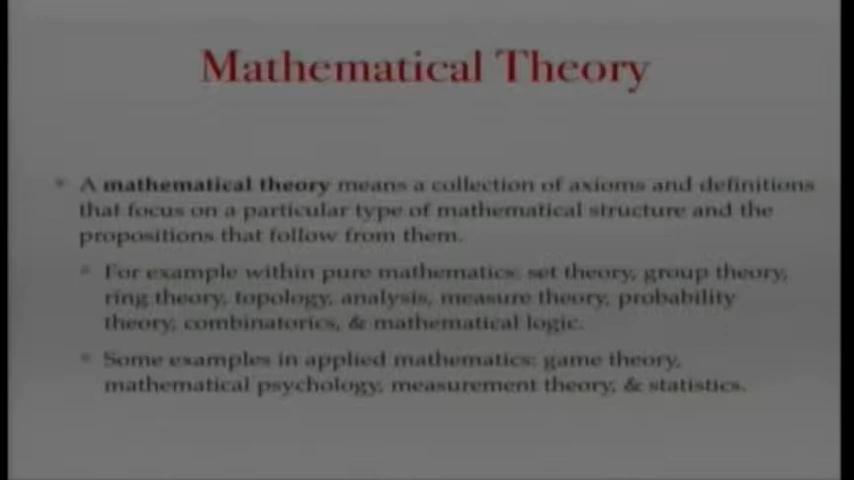 Mathematical Theory
A mathematical theory means a collection of axioms and definitions
that focus on a particular type of mathematical structure and the
propositions that follow from them.
For example within pure mathematics: set theory, group theory,
ring theory, topology, analysis, measure theory, probability
theory, combinatorics, & mathematical logic.
Some examples in applied mathematics: game theory,
mathematical psychology, measurement theory, & statistics.